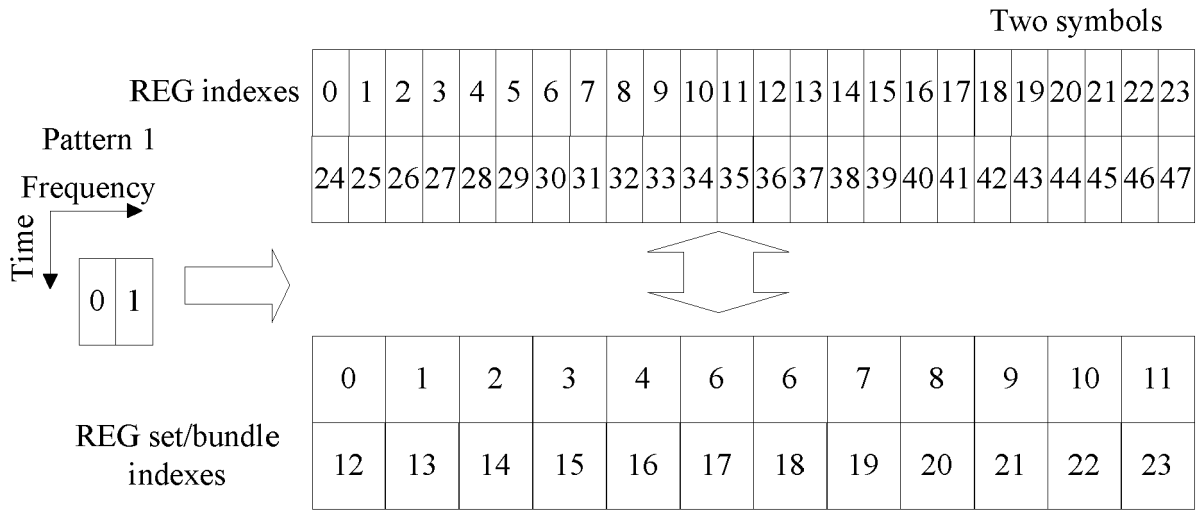 Two symbols
REG indexes 0 1 2 3 4 5 6 7 8 9 10 11 12 13 14 15 16 17 18 19 20 21 22 23
Pattern 1
24 25 26 27 28 29 30 31 32 33 34 35 36 37 38 39 40 41 42 43 44 45 46 47
Frequency
Time
0 1
0 1 2 3 4 6 6 7 8 9 10 11
REG set/bundle
indexes
12 13 14 15 16 17 18 19 20 21 22 23